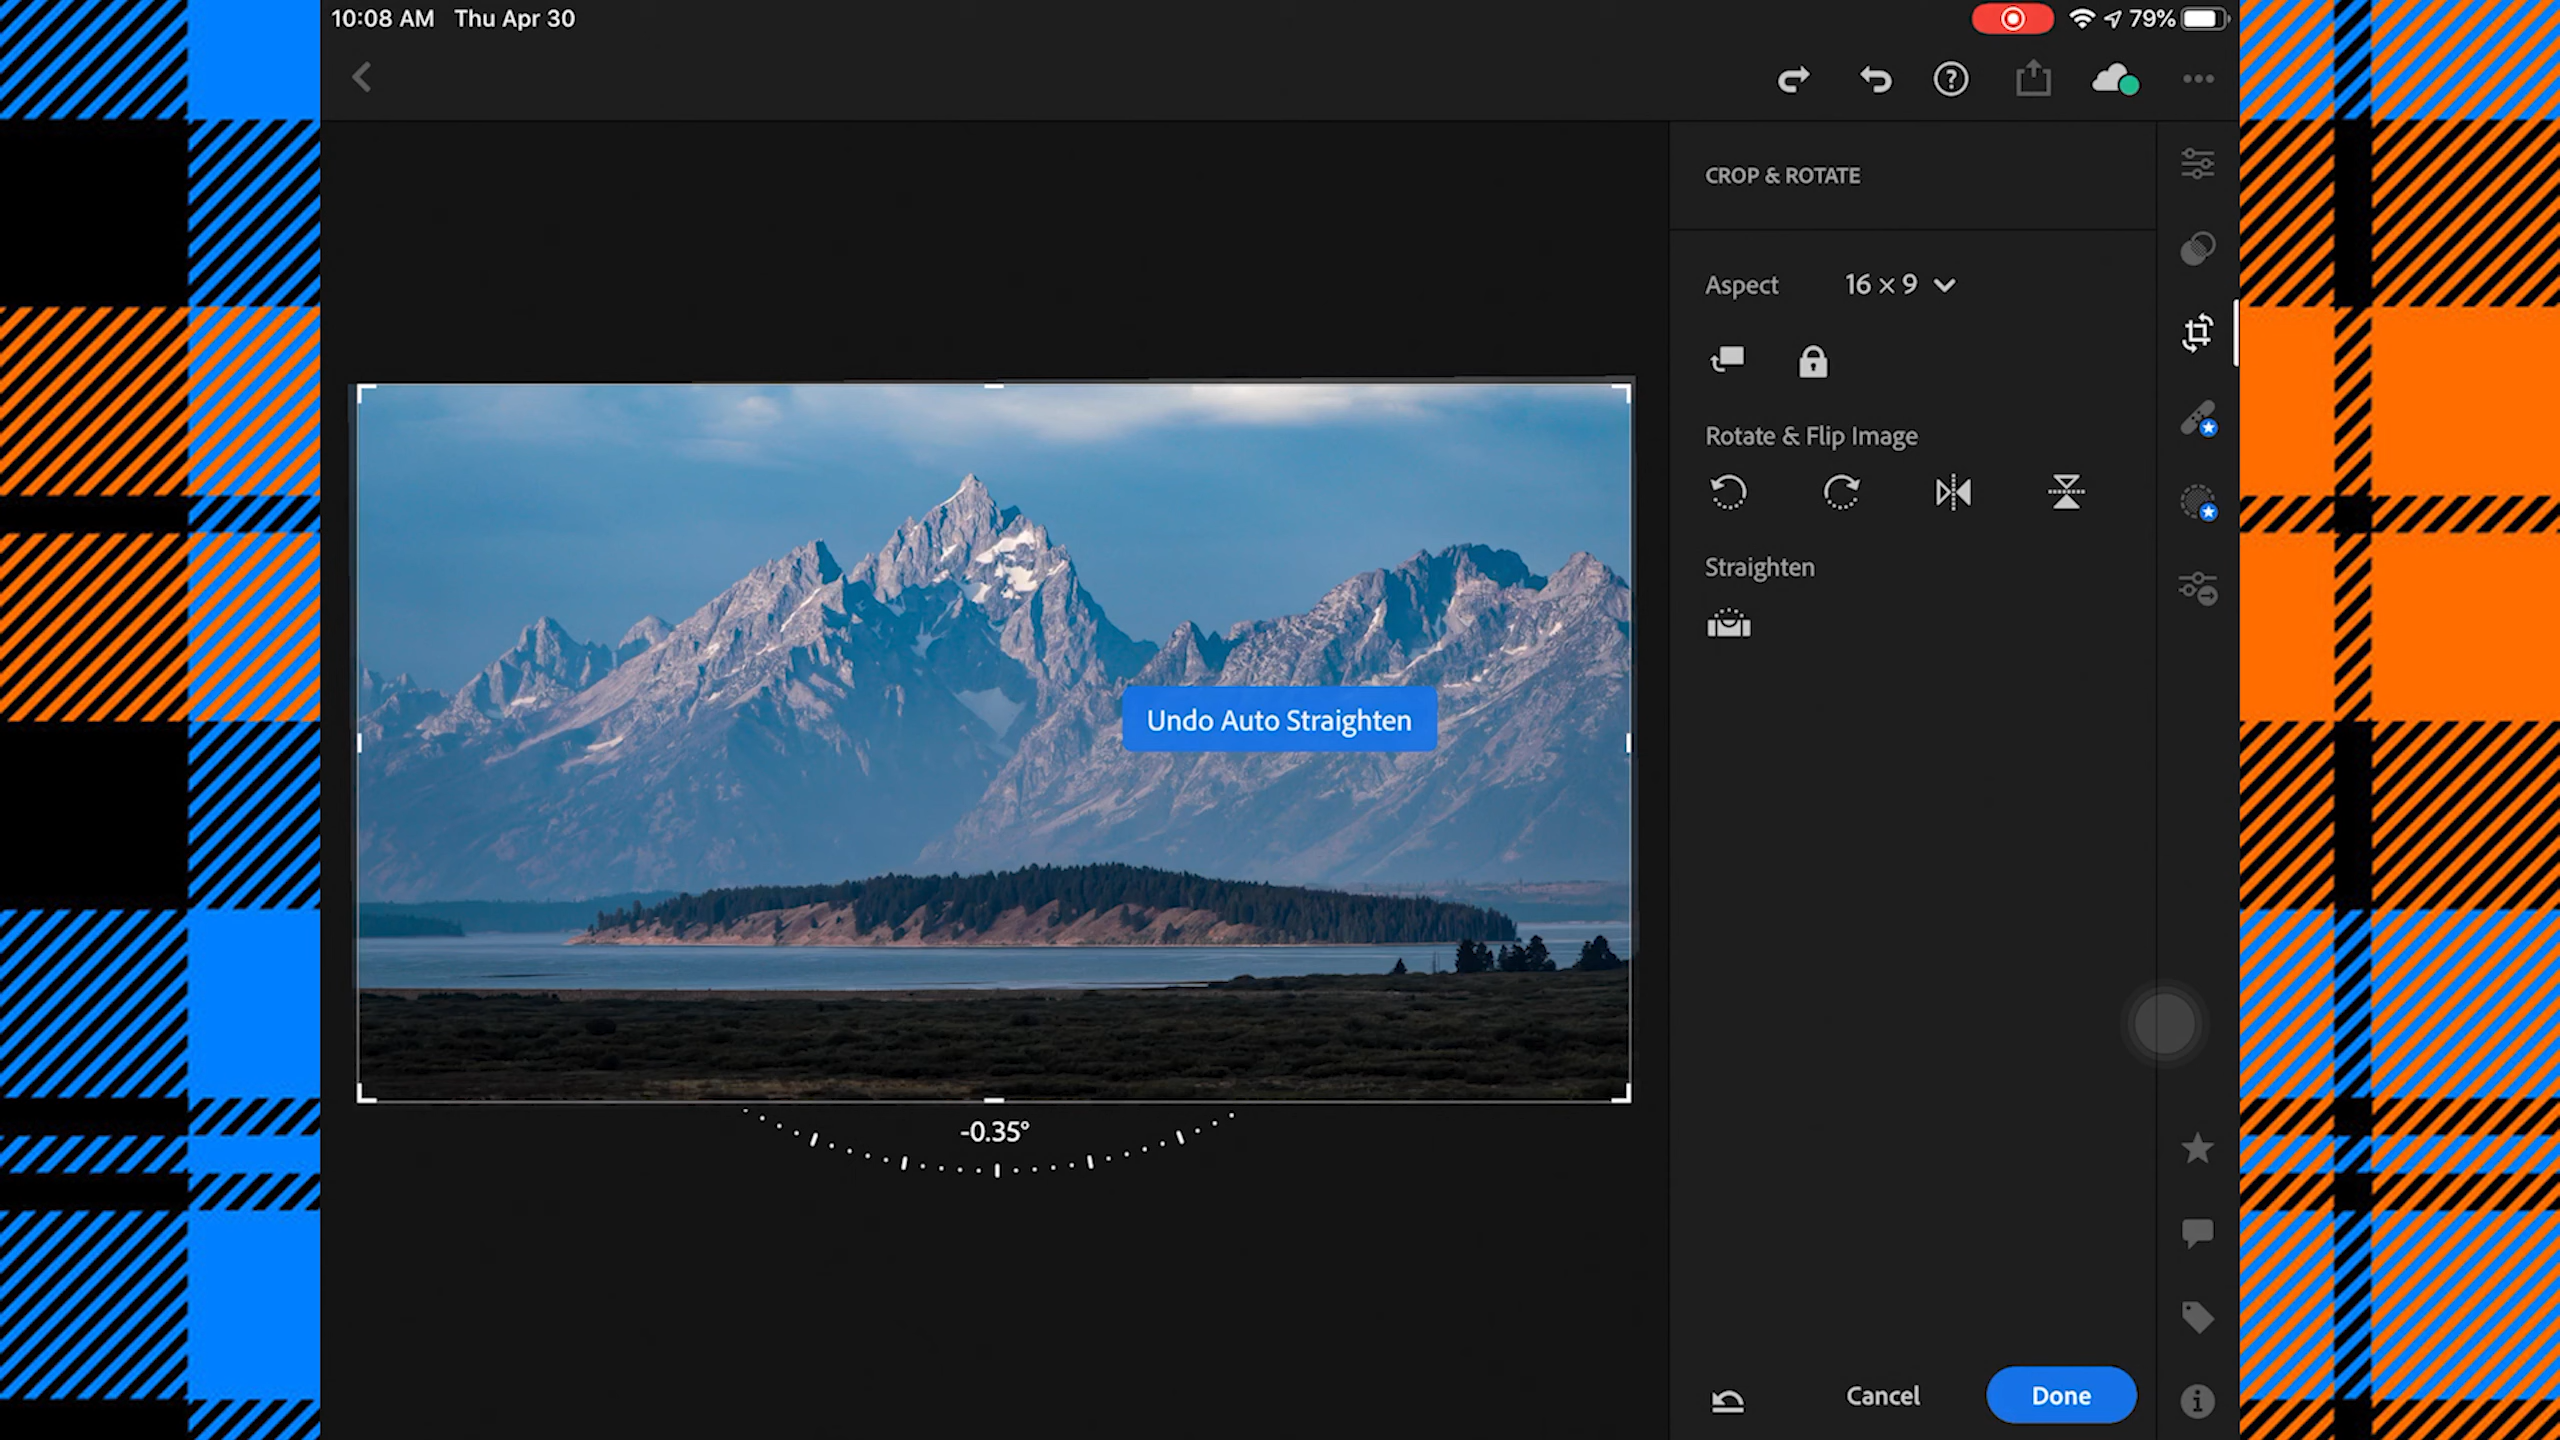 10:08 AM Thu Apr 30
79%
CROP & ROTATE
Aspect 16 × 9
Rotate & Flip Image
Straighten
Undo Auto Straighten
-0.35°
Cancel
Done